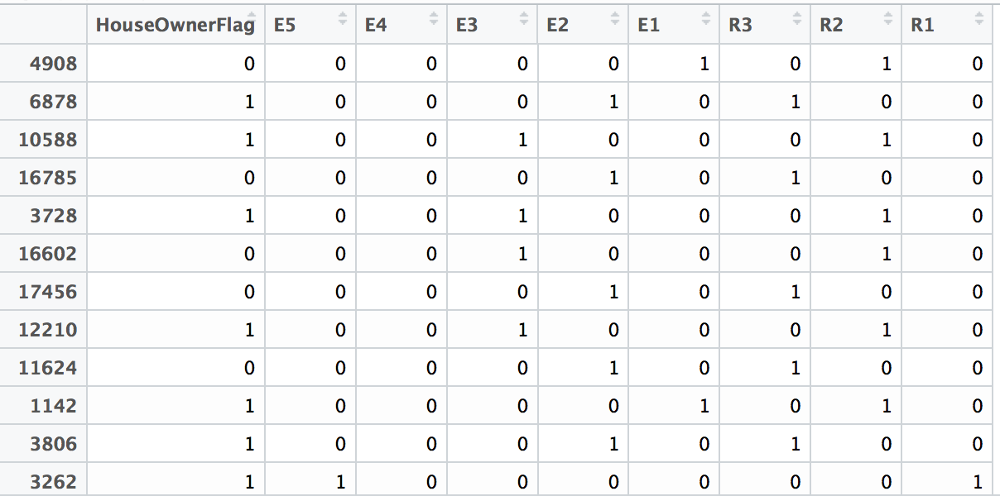 HouseOwnerFlag E5 E4 E3 E2 E1 R3 R2 R1
4908 0 0 0 0 0 1 0 1 0
6878 1 0 0 0 1 0 1 0 0
10588 1 0 0 1 0 0 0 1 0
16785 0 0 0 0 1 0 1 0 0
3728 1 0 0 1 0 0 0 1 0
16602 0 0 0 1 0 0 0 1 0
17456 0 0 0 0 1 0 1 0 0
12210 1 0 0 1 0 0 0 1 0
11624 0 0 0 0 1 0 1 0 0
1142 1 0 0 0 0 1 0 1 0
3806 1 0 0 0 1 0 1 0 0
3262 1 1 0 0 0 0 0 0 1